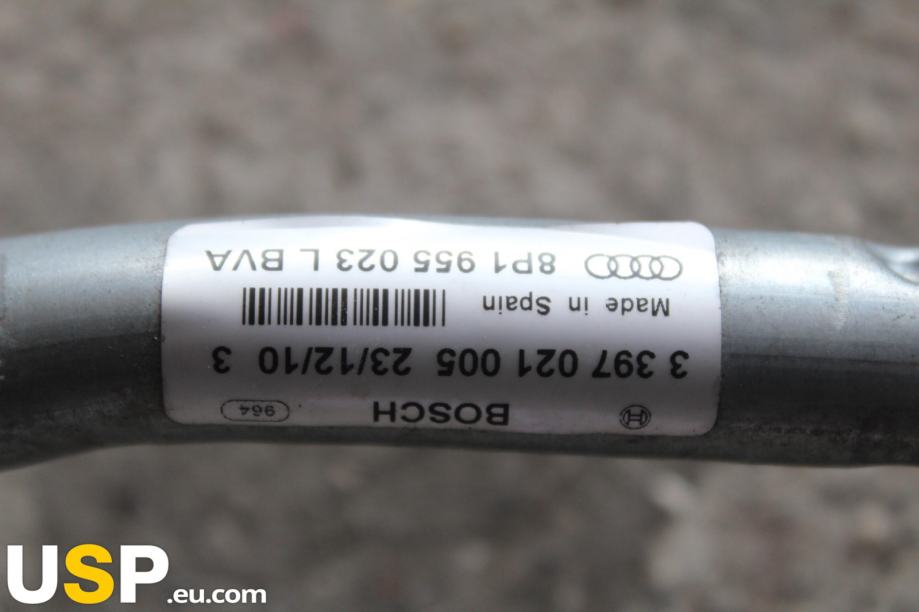 BOSCH 964
3 397 021 005 23/12/10 3
Made in Spain
8P1 955 023 L BVA
USP.eu.com